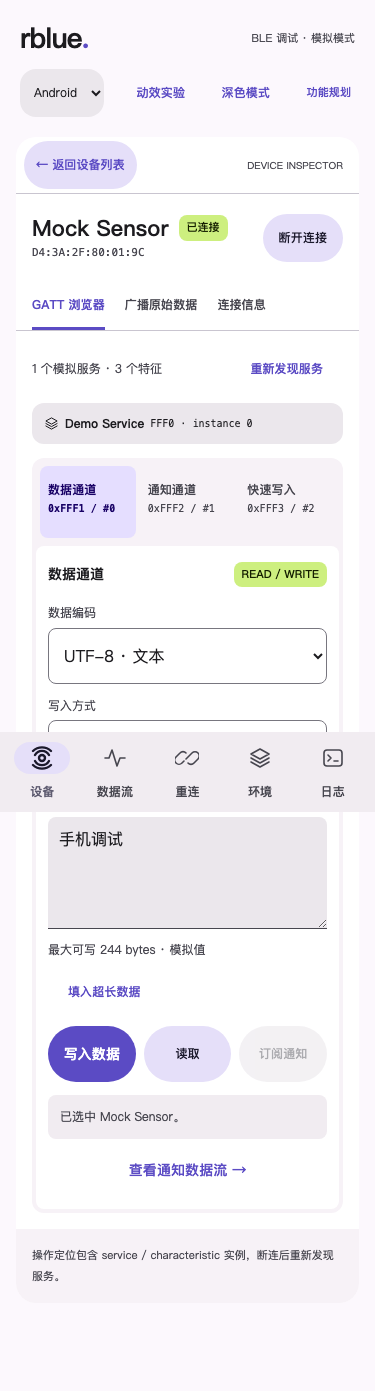 rblue.
BLE 调试 · 模拟模式
Android
动效实验
深色模式
功能规划
← 返回设备列表
DEVICE INSPECTOR
Mock Sensor
已连接
D4:3A:2F:80:01:9C
断开连接
GATT 浏览器
广播原始数据
连接信息
1 个模拟服务 · 3 个特征
重新发现服务
Demo Service FFF0 · instance 0
数据通道
0xFFF1 / #0
通知通道
0xFFF2 / #1
快速写入
0xFFF3 / #2
数据通道
READ / WRITE
数据编码
UTF-8 · 文本
写入方式
设备
数据流
重连
环境
日志
手机调试
最大可写 244 bytes · 模拟值
填入超长数据
写入数据
读取
订阅通知
已选中 Mock Sensor。
查看通知数据流 →
操作定位包含 service / characteristic 实例，断连后重新发现
服务。